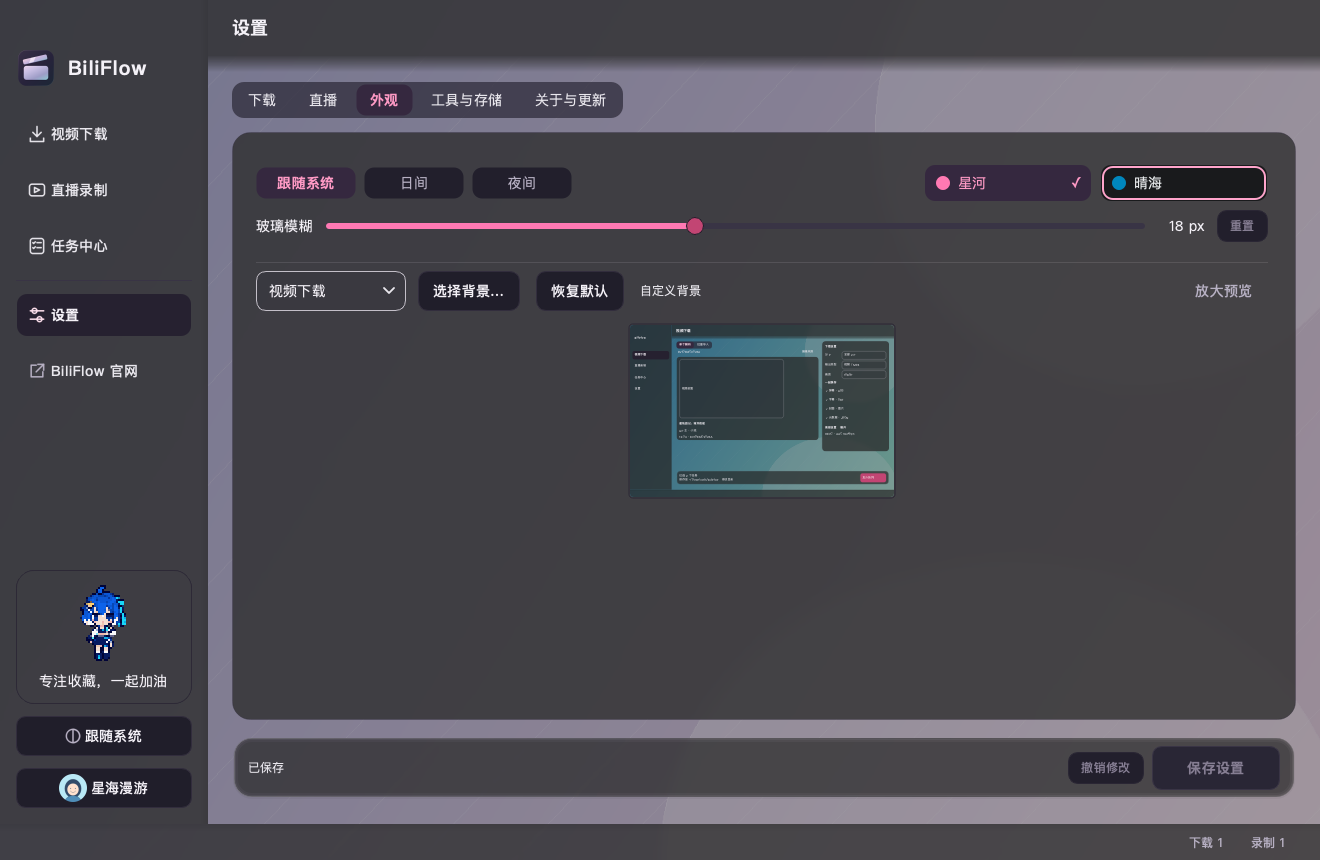 设置
BiliFlow
视频下载
直播录制
任务中心
设置
BiliFlow 官网
专注收藏，一起加油
跟随系统
星海漫游
下载 直播 外观 工具与存储 关于与更新
跟随系统 日间 夜间 星河 ✓ 晴海
玻璃模糊 18 px 重置
视频下载 选择背景... 恢复默认 自定义背景 放大预览
已保存 撤销修改 保存设置
下载 1 录制 1